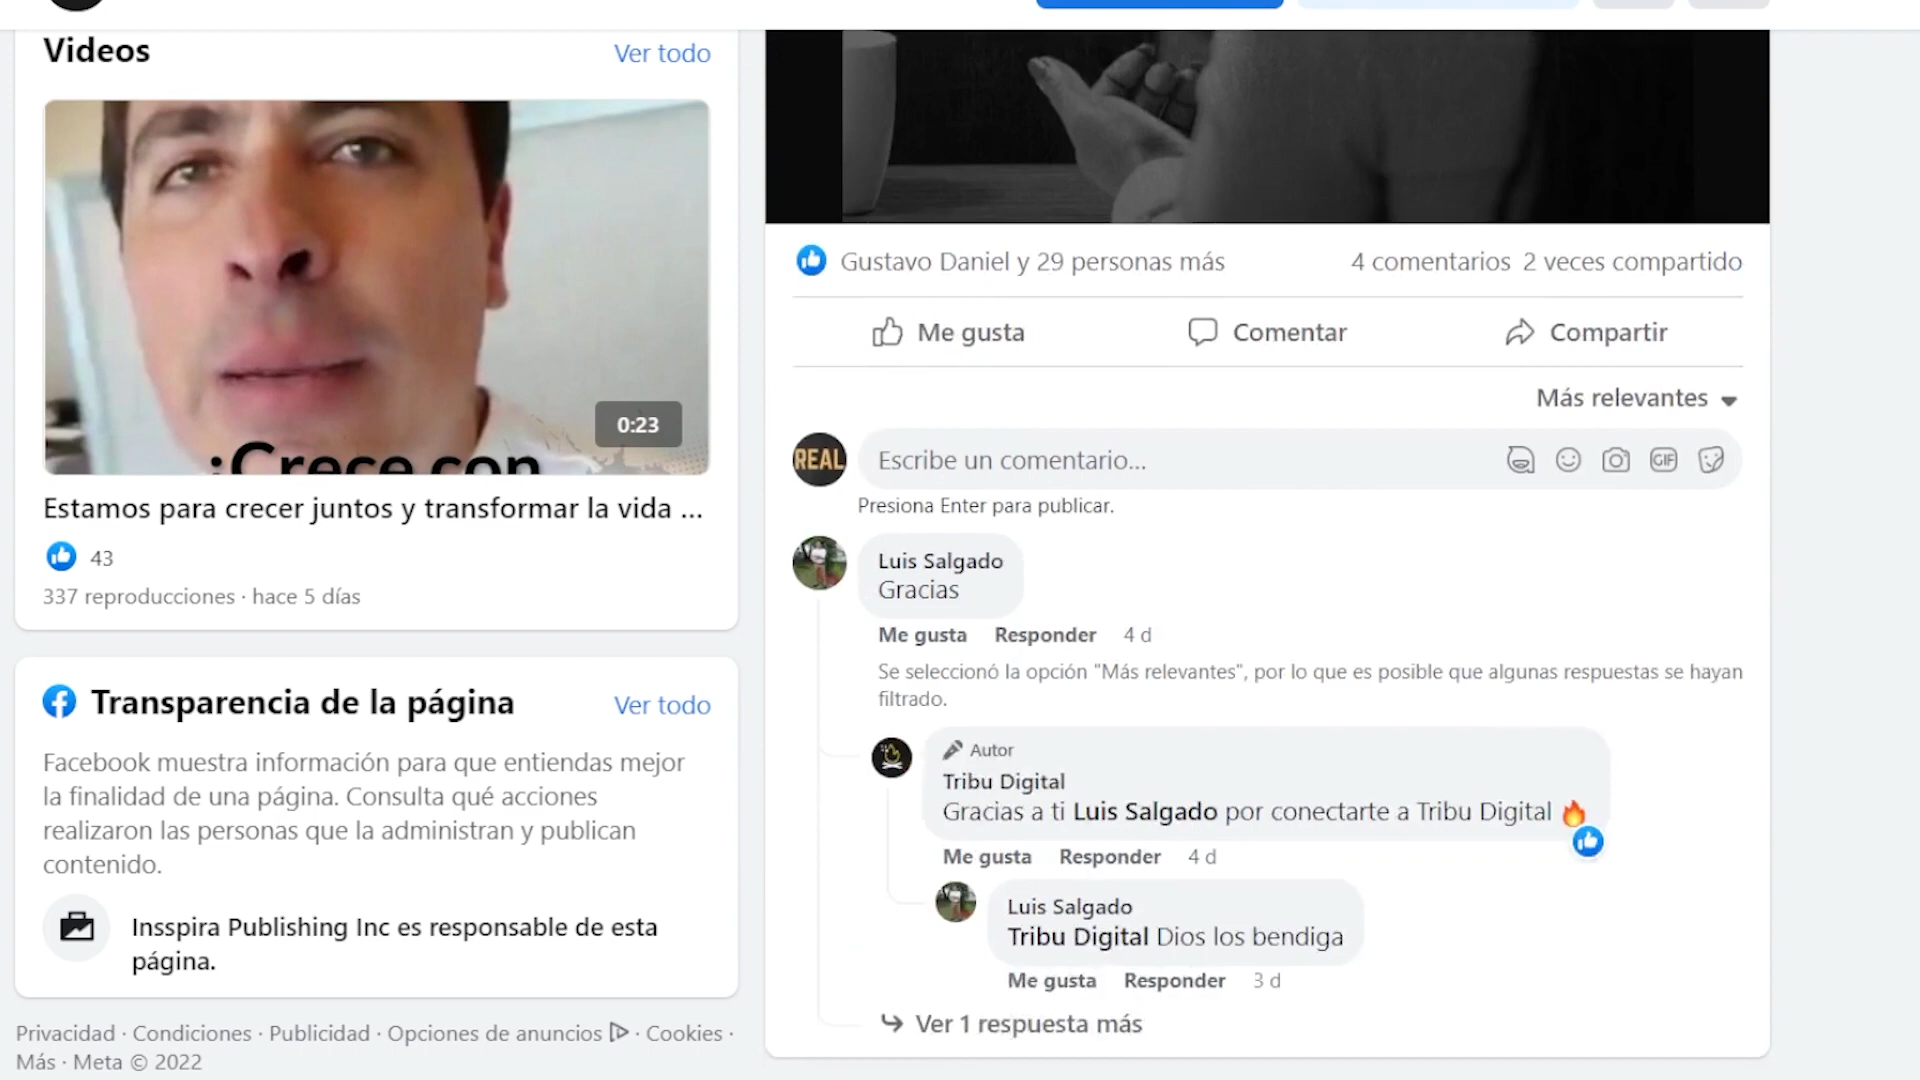 Videos
Ver todo
0:23
¡Crece con
Estamos para crecer juntos y transformar la vida ...
43
337 reproducciones · hace 5 días
Transparencia de la página
Ver todo
Facebook muestra información para que entiendas mejor
la finalidad de una página. Consulta qué acciones
realizaron las personas que la administran y publican
contenido.
Insspira Publishing Inc es responsable de esta
página.
Privacidad · Condiciones · Publicidad · Opciones de anuncios · Cookies ·
Más · Meta © 2022
Gustavo Daniel y 29 personas más
4 comentarios 2 veces compartido
Me gusta
Comentar
Compartir
Más relevantes
REAL
Escribe un comentario...
GIF
Presiona Enter para publicar.
Luis Salgado
Gracias
Me gusta Responder 4 d
Se seleccionó la opción "Más relevantes", por lo que es posible que algunas respuestas se hayan
filtrado.
Autor
Tribu Digital
Gracias a ti Luis Salgado por conectarte a Tribu Digital 🔥
Me gusta Responder 4 d
Luis Salgado
Tribu Digital Dios los bendiga
Me gusta Responder 3 d
Ver 1 respuesta más